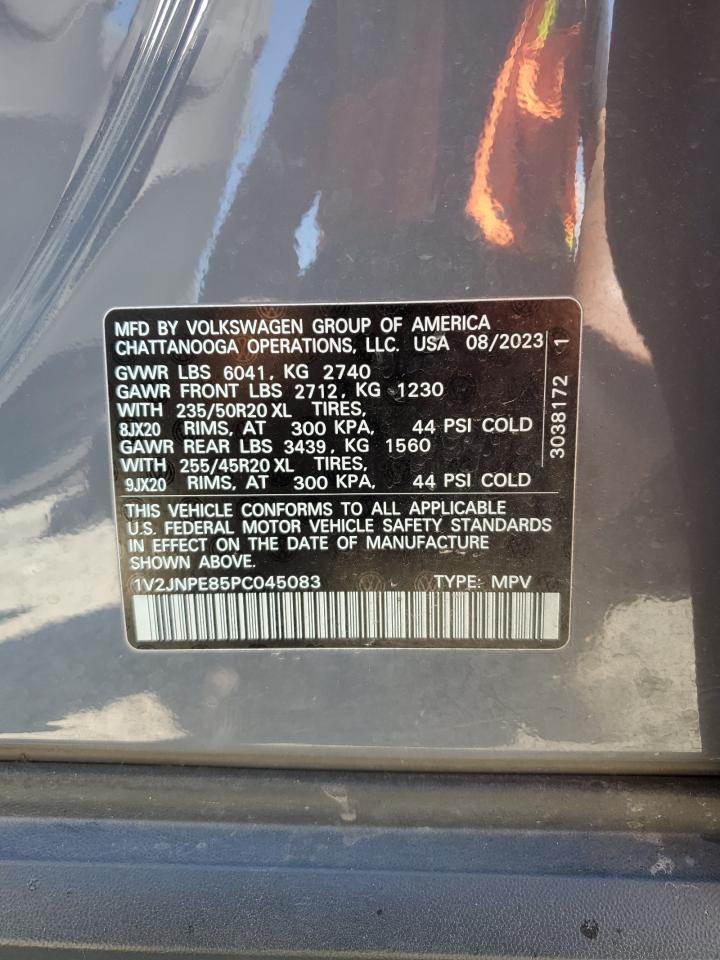 MFD BY VOLKSWAGEN GROUP OF AMERICA
CHATTANOOGA OPERATIONS, LLC. USA 08/2023
GVWR LBS 6041, KG 2740
GAWR FRONT LBS 2712, KG 1230
WITH 235/50R20 XL TIRES,
8JX20 RIMS, AT 300 KPA, 44 PSI COLD
GAWR REAR LBS 3439, KG 1560
WITH 255/45R20 XL TIRES,
9JX20 RIMS, AT 300 KPA, 44 PSI COLD
3038172 1
THIS VEHICLE CONFORMS TO ALL APPLICABLE
U.S. FEDERAL MOTOR VEHICLE SAFETY STANDARDS
IN EFFECT ON THE DATE OF MANUFACTURE
SHOWN ABOVE.
1V2JNPE85PC045083 TYPE: MPV